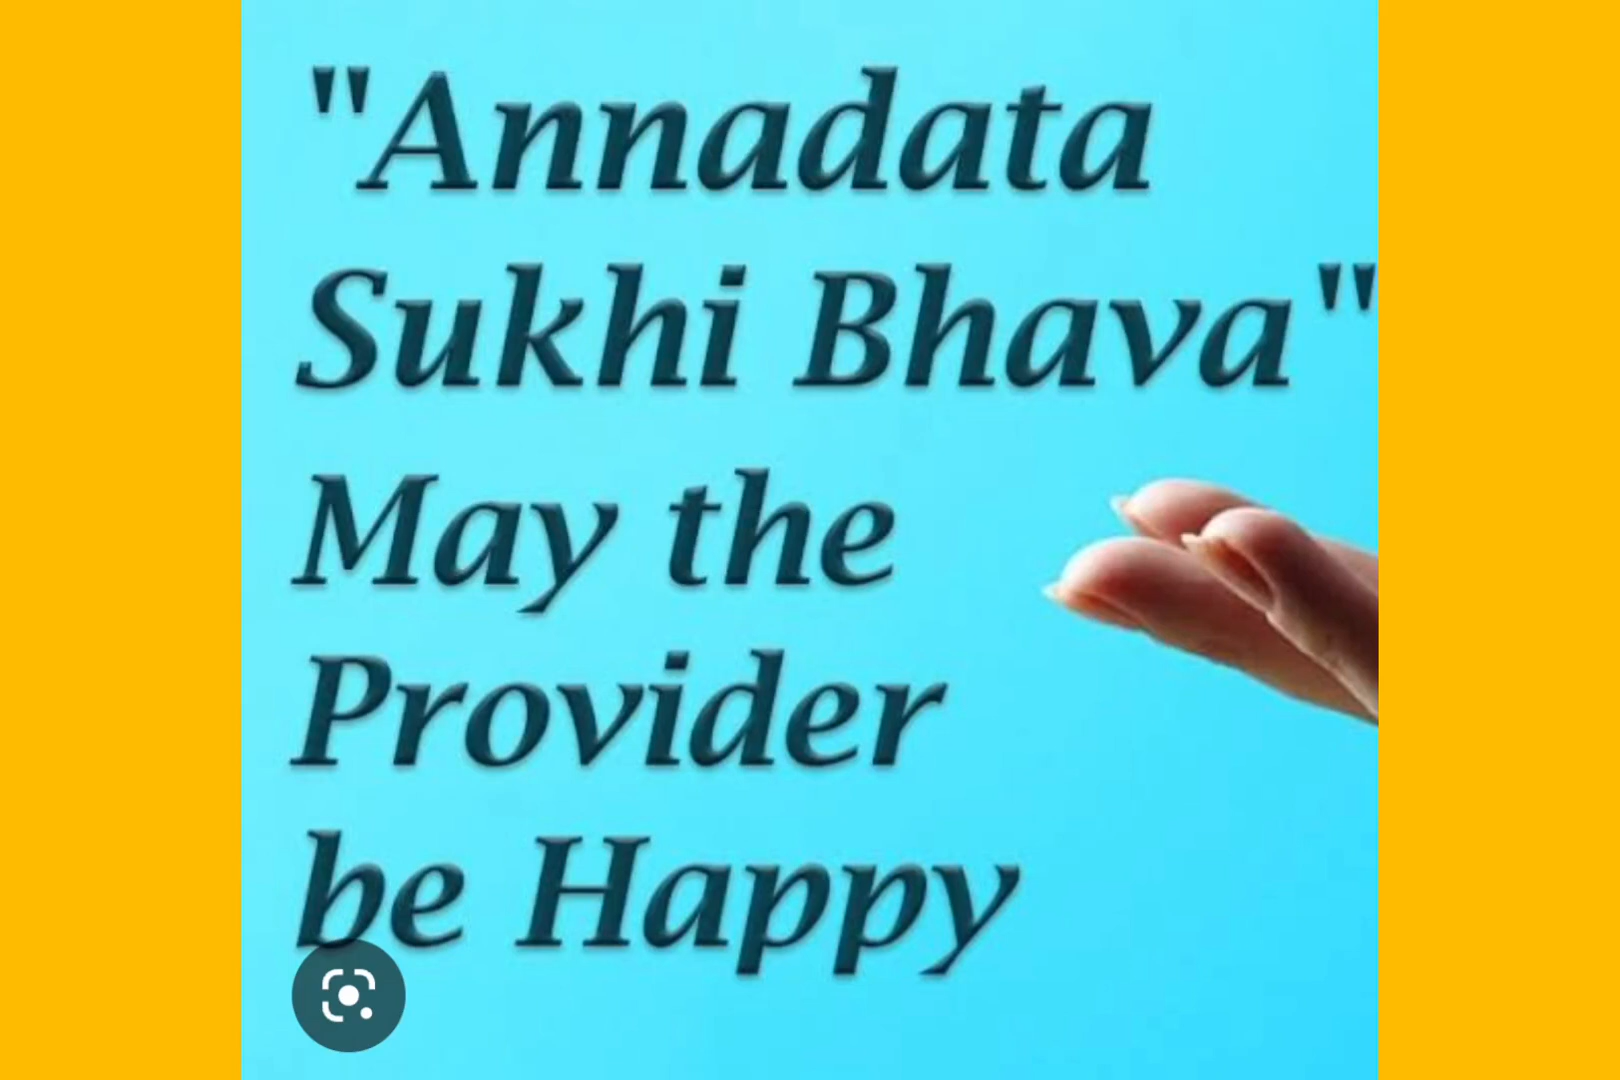 "Annadata
Sukhi Bhava"
May the
Provider
be Happy